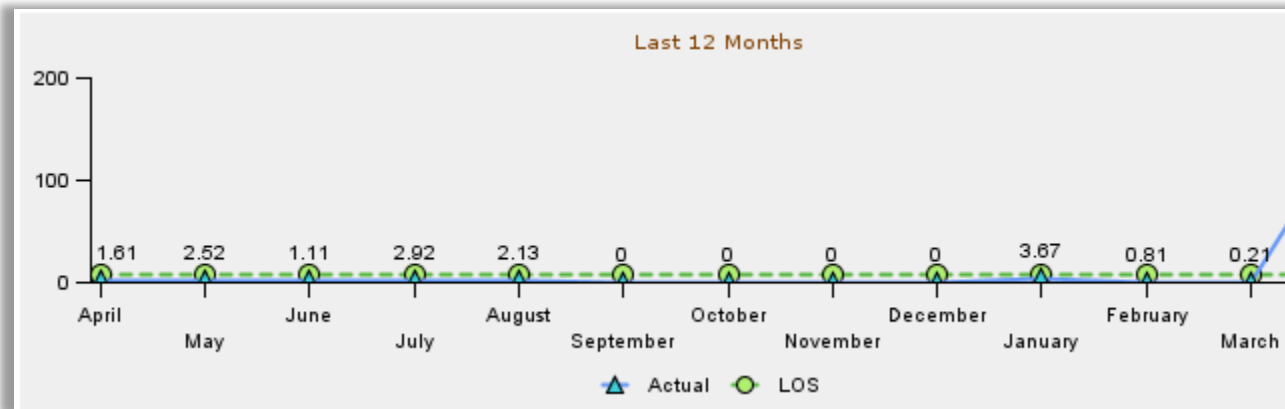 Last 12 Months
200
100
0
1.61 2.52 1.11 2.92 2.13 0 0 0 0 3.67 0.81 0.21
April June August October December February
May July September November January March
Actual LOS